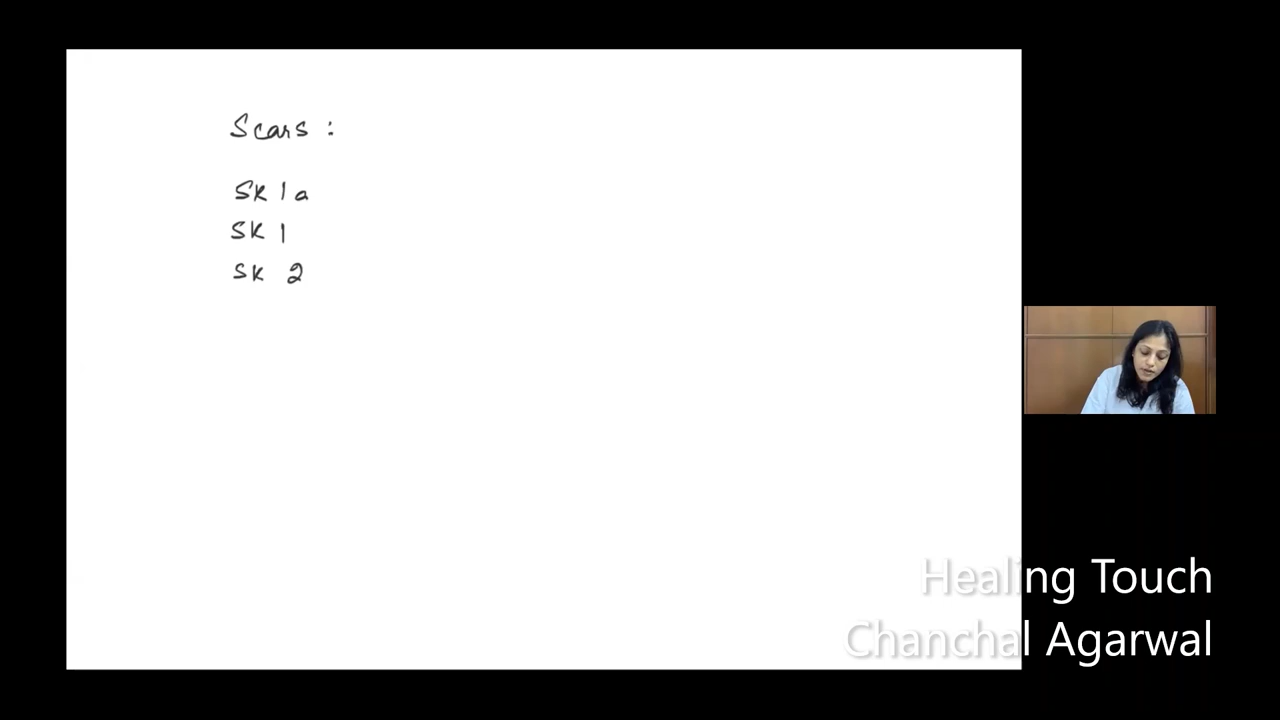 Scars :
SK 1a
SK 1
SK 2
Healing Touch
Chanchal Agarwal